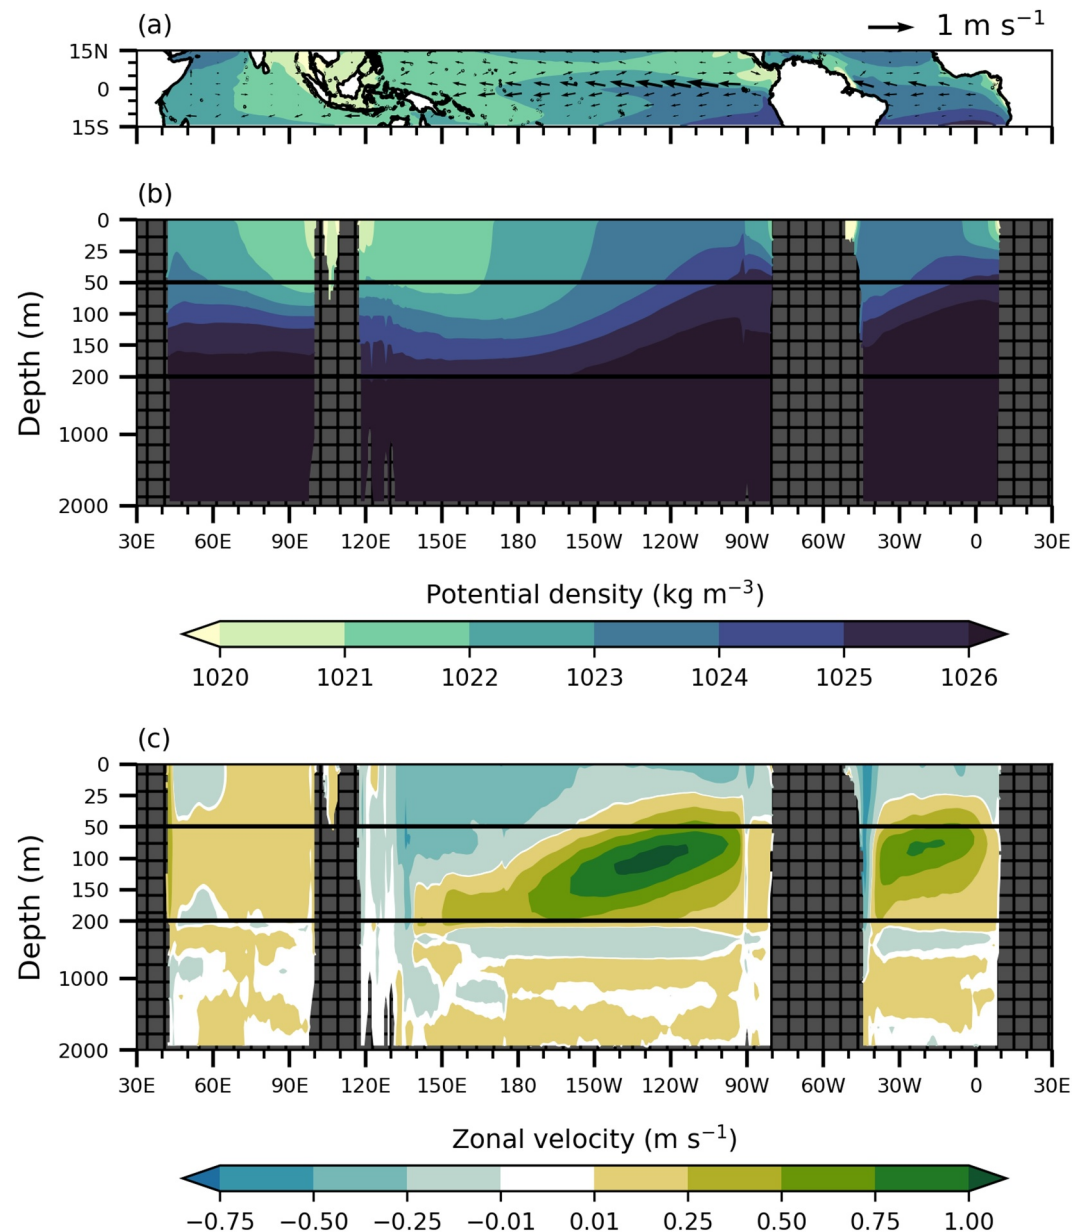 (a)
1 m s⁻¹
15N
0
15S
(b)
0
25
50
100
150
200
1000
2000
Depth (m)
30E 60E 90E 120E 150E 180 150W 120W 90W 60W 30W 0 30E
Potential density (kg m⁻³)
1020 1021 1022 1023 1024 1025 1026
(c)
0
25
50
100
150
200
1000
2000
Depth (m)
30E 60E 90E 120E 150E 180 150W 120W 90W 60W 30W 0 30E
Zonal velocity (m s⁻¹)
−0.75 −0.50 −0.25 −0.01 0.01 0.25 0.50 0.75 1.00